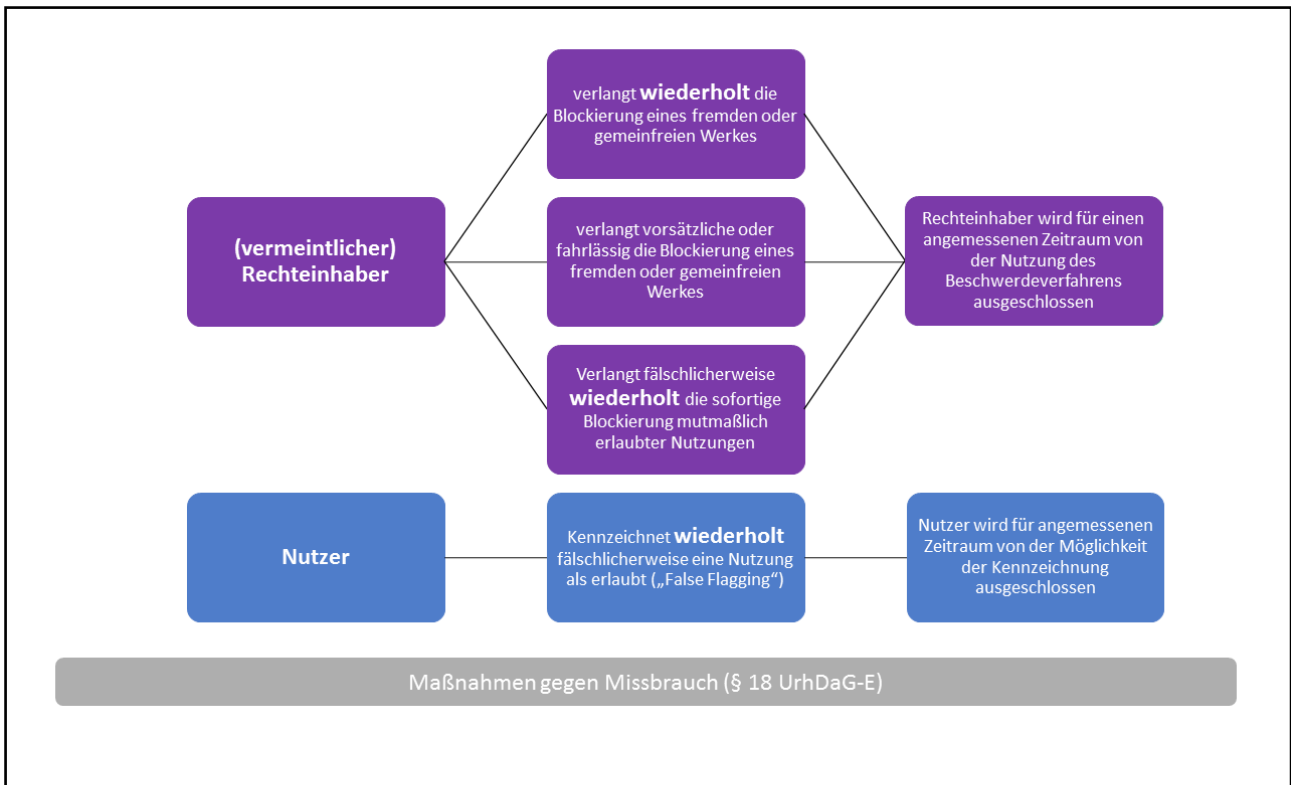 verlangt wiederholt die
Blockierung eines fremden oder
gemeinfreien Werkes
(vermeintlicher)
Rechteinhaber
verlangt vorsätzliche oder
fahrlässig die Blockierung eines
fremden oder gemeinfreien
Werkes
Rechteinhaber wird für einen
angemessenen Zeitraum von
der Nutzung des
Beschwerdeverfahrens
ausgeschlossen
Verlangt fälschlicherweise
wiederholt die sofortige
Blockierung mutmaßlich
erlaubter Nutzungen
Nutzer
Kennzeichnet wiederholt
fälschlicherweise eine Nutzung
als erlaubt („False Flagging“)
Nutzer wird für angemessenen
Zeitraum von der Möglichkeit
der Kennzeichnung
ausgeschlossen
Maßnahmen gegen Missbrauch (§ 18 UrhDaG-E)